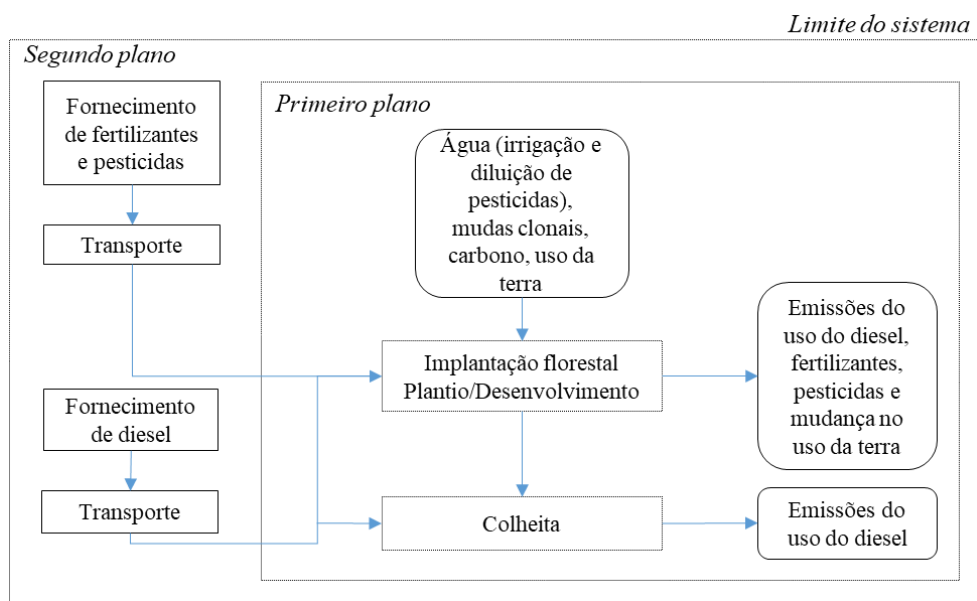 Limite do sistema
Segundo plano
Fornecimento
de fertilizantes
e pesticidas
Transporte
Fornecimento
de diesel
Transporte
Primeiro plano
Água (irrigação e
diluição de
pesticidas),
mudas clonais,
carbono, uso da
terra
Implantação florestal
Plantio/Desenvolvimento
Emissões do
uso do diesel,
fertilizantes,
pesticidas e
mudança no
uso da terra
Colheita
Emissões do
uso do diesel